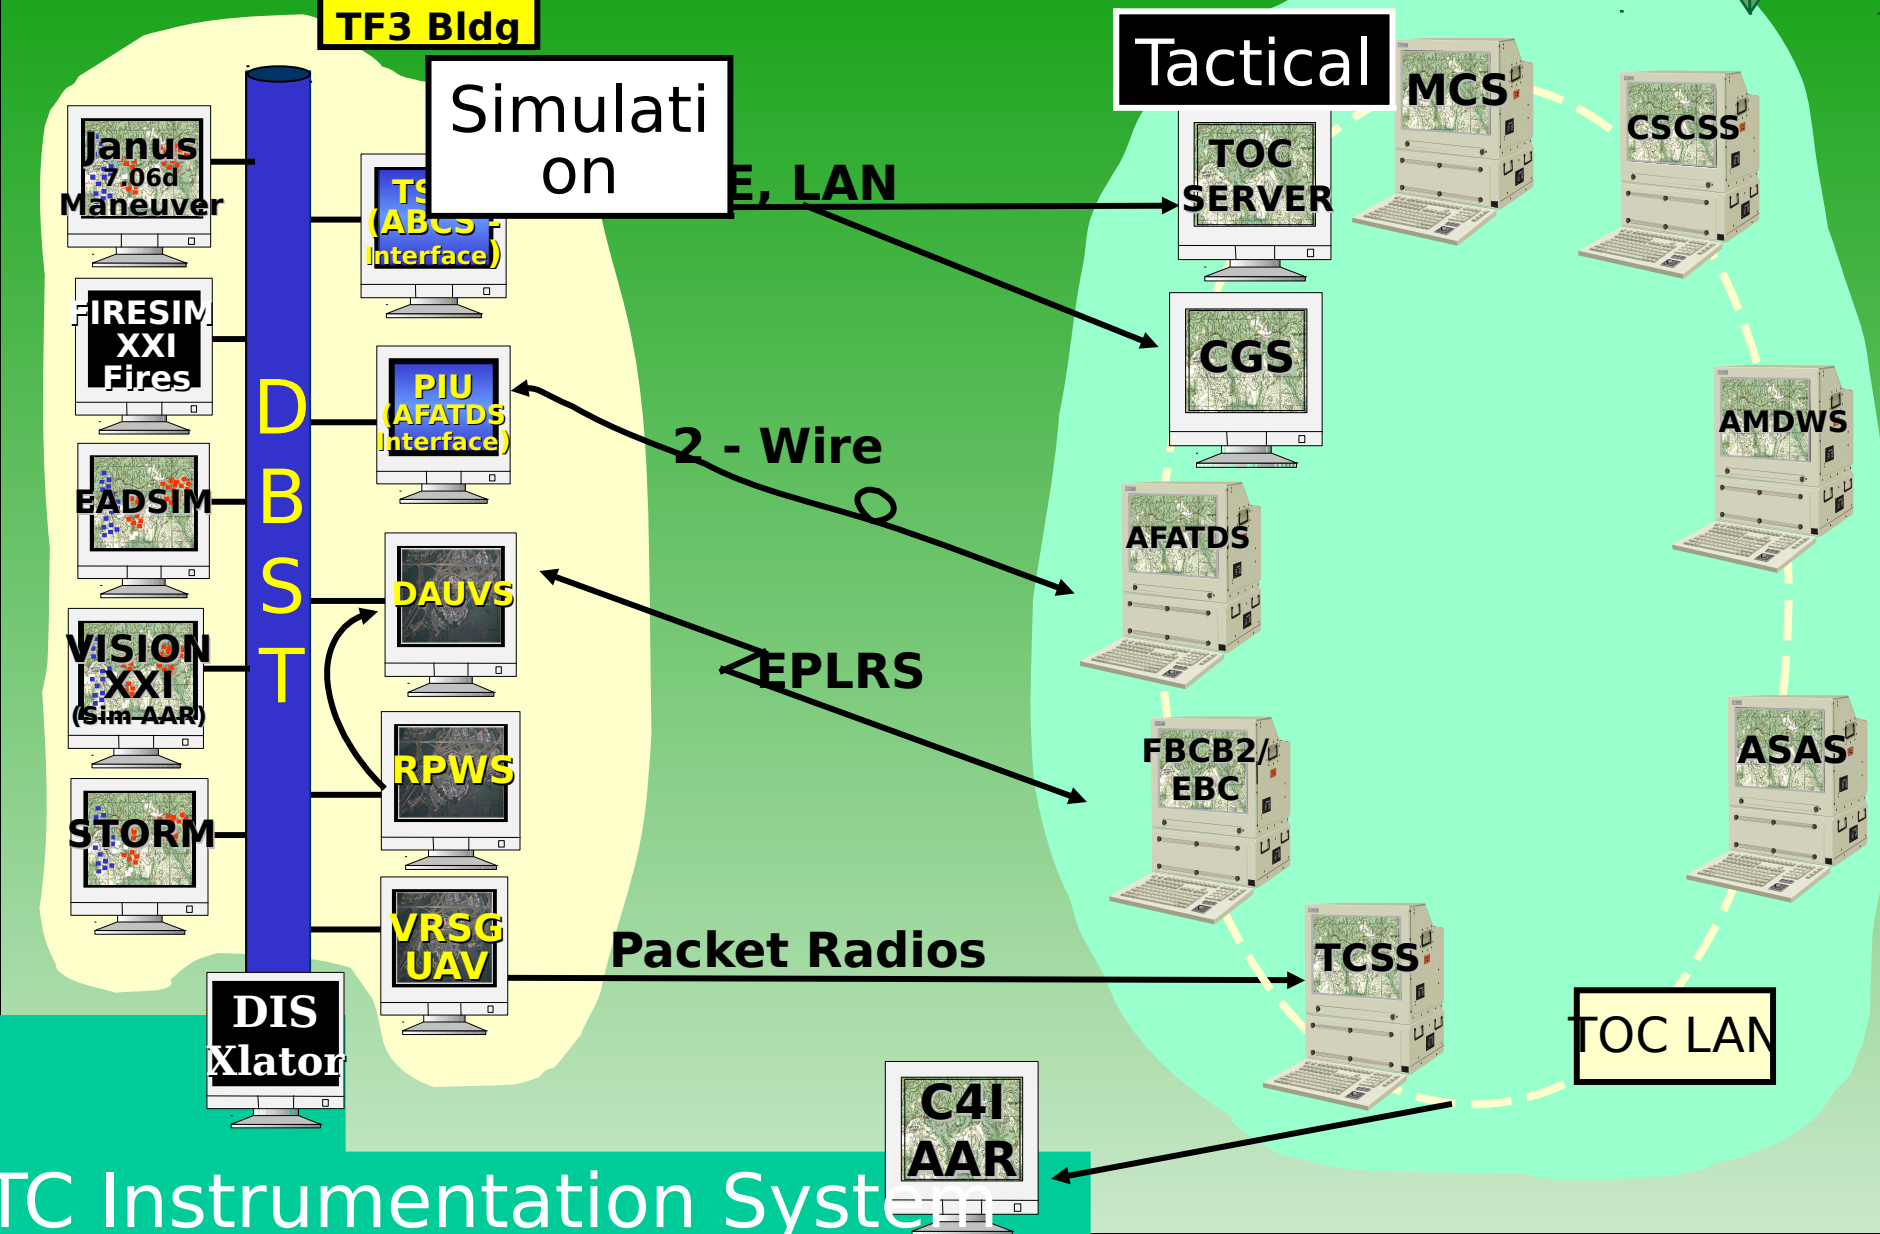 TF3 Bldg
Simulati
on
Tactical
Janus
7.06d
Maneuver
FIRESIM
XXI
Fires
EADSIM
VISION
XXI
(Sim-AAR)
STORM
D
B
S
T
DIS
Xlator
(ABCS -
Interface)
PIU
(AFATDS
Interface)
DAUVS
RPWS
VRSG
UAV
E, LAN
2 - Wire
EPLRS
Packet Radios
TOC
SERVER
CGS
AFATDS
FBCB2/
EBC
TCSS
MCS
CSCSS
AMDWS
ASAS
TOC LAN
C4I
AAR
TC Instrumentation System